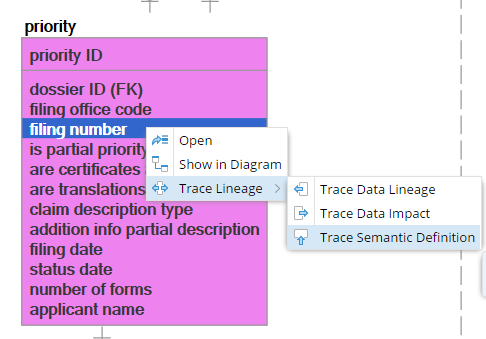 priority
priority ID
dossier ID (FK)
filing office code
filing number
is partial priority
are certificates
are translations
claim description type
addition info partial description
filing date
status date
number of forms
applicant name
Open
Show in Diagram
Trace Lineage
Trace Data Lineage
Trace Data Impact
Trace Semantic Definition